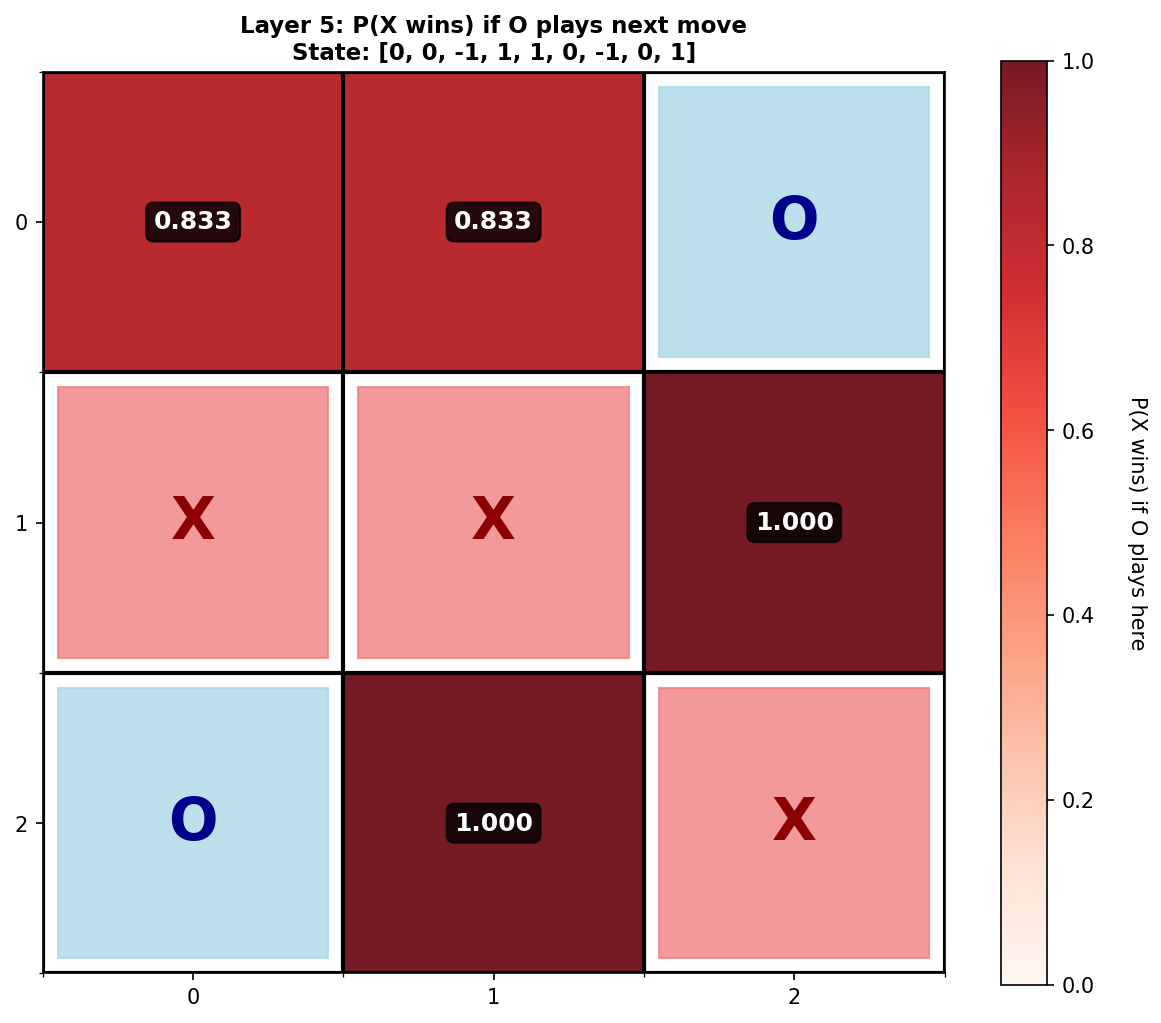 Layer 5: P(X wins) if O plays next move
State: [0, 0, -1, 1, 1, 0, -1, 0, 1]
0
0.833
0.833
O
1
X
X
1.000
2
O
1.000
X
0
1
2
1.0
0.8
0.6
0.4
0.2
0.0
P(X wins) if O plays here